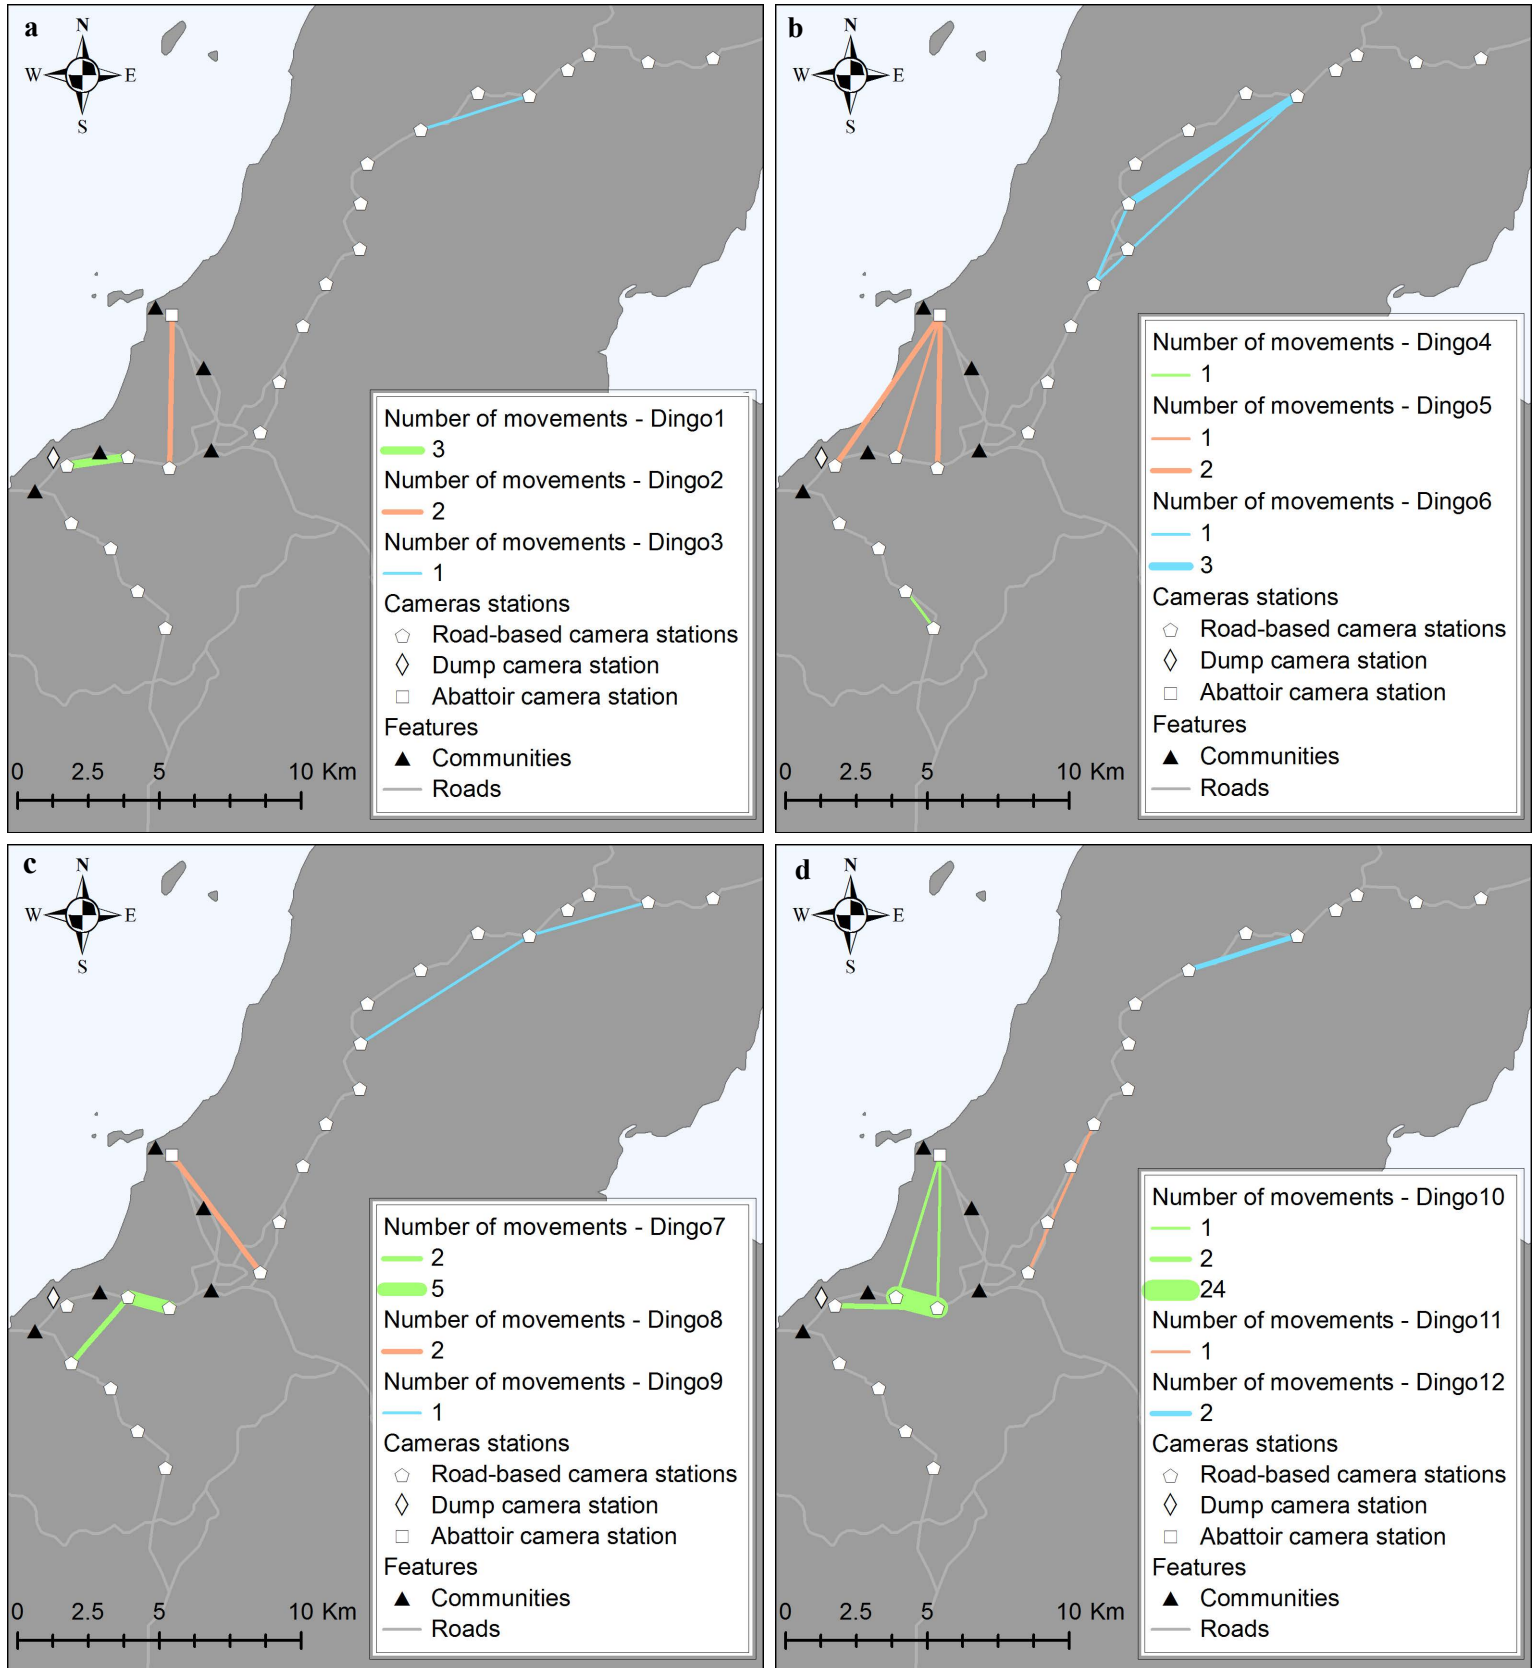 a
N
W
E
S
Number of movements - Dingo1
3
Number of movements - Dingo2
2
Number of movements - Dingo3
1
Cameras stations
Road-based camera stations
Dump camera station
Abattoir camera station
Features
Communities
Roads
0 2.5 5 10 Km
b
N
W
E
S
Number of movements - Dingo4
1
Number of movements - Dingo5
1
2
Number of movements - Dingo6
1
3
Cameras stations
Road-based camera stations
Dump camera station
Abattoir camera station
Features
Communities
Roads
0 2.5 5 10 Km
c
N
W
E
S
Number of movements - Dingo7
2
5
Number of movements - Dingo8
2
Number of movements - Dingo9
1
Cameras stations
Road-based camera stations
Dump camera station
Abattoir camera station
Features
Communities
Roads
0 2.5 5 10 Km
d
N
W
E
S
Number of movements - Dingo10
1
2
24
Number of movements - Dingo11
1
Number of movements - Dingo12
2
Cameras stations
Road-based camera stations
Dump camera station
Abattoir camera station
Features
Communities
Roads
0 2.5 5 10 Km